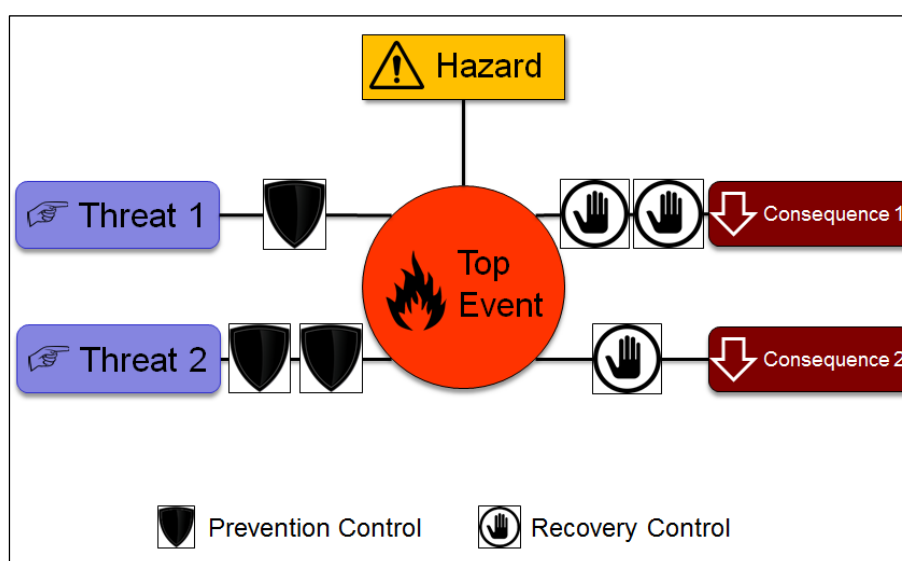 Hazard
Threat 1
Consequence 1
Top
Event
Threat 2
Consequence 2
Prevention Control
Recovery Control